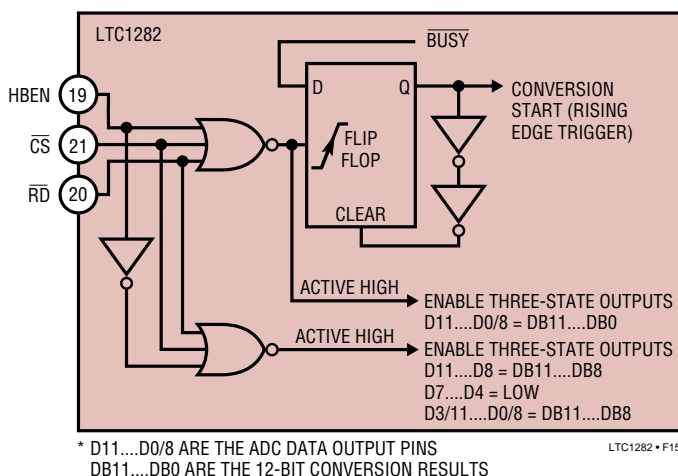 LTC1282
BUSY
HBEN
19
D
Q
CONVERSION
START (RISING
EDGE TRIGGER)
CS
21
FLIP
FLOP
RD
20
CLEAR
ACTIVE HIGH
ENABLE THREE-STATE OUTPUTS
D11....D0/8 = DB11....DB0
ACTIVE HIGH
ENABLE THREE-STATE OUTPUTS
D11....D8 = DB11....DB8
D7....D4 = LOW
D3/11....D0/8 = DB11....DB8
* D11....D0/8 ARE THE ADC DATA OUTPUT PINS
DB11....DB0 ARE THE 12-BIT CONVERSION RESULTS
LTC1282 • F15